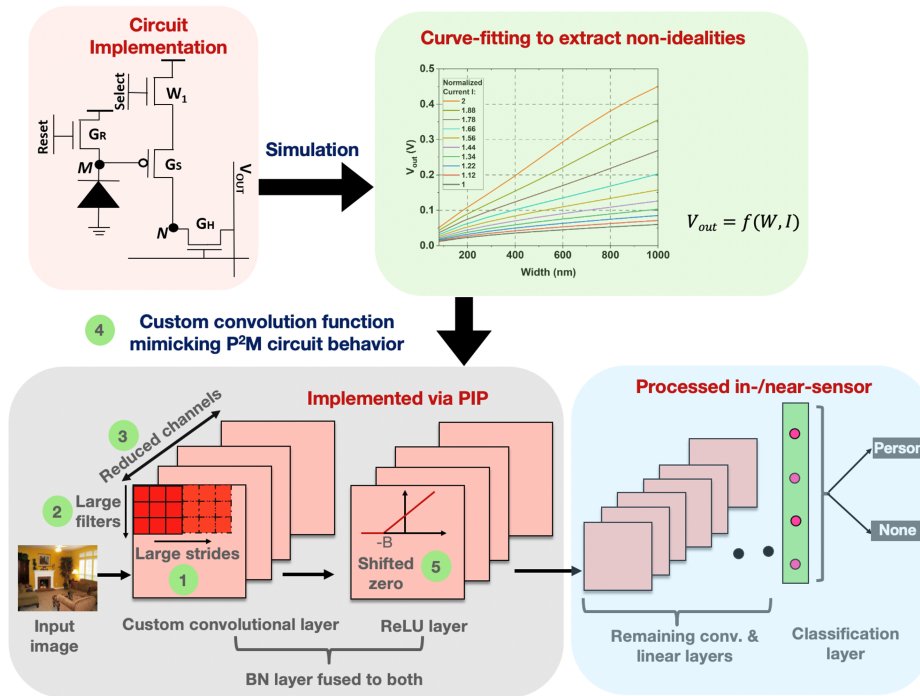 Circuit
Implementation
Select
W1
Reset
GR
M
GS
VOUT
N
GH
Simulation
Curve-fitting to extract non-idealities
Normalized
Current I:
2
1.88
1.78
1.66
1.56
1.44
1.34
1.22
1.12
1
0.5
0.4
0.3
0.2
0.1
0.0
Vout (V)
200 400 600 800 1000
Width (nm)
Vout = f(W, I)
4
Custom convolution function
mimicking P²M circuit behavior
Implemented via PIP
3
Reduced channels
2
Large
filters
Large strides
1
-B
Shifted
zero
5
Input
image
Custom convolutional layer
ReLU layer
BN layer fused to both
Processed in-/near-sensor
Person
None
Remaining conv. &
linear layers
Classification
layer